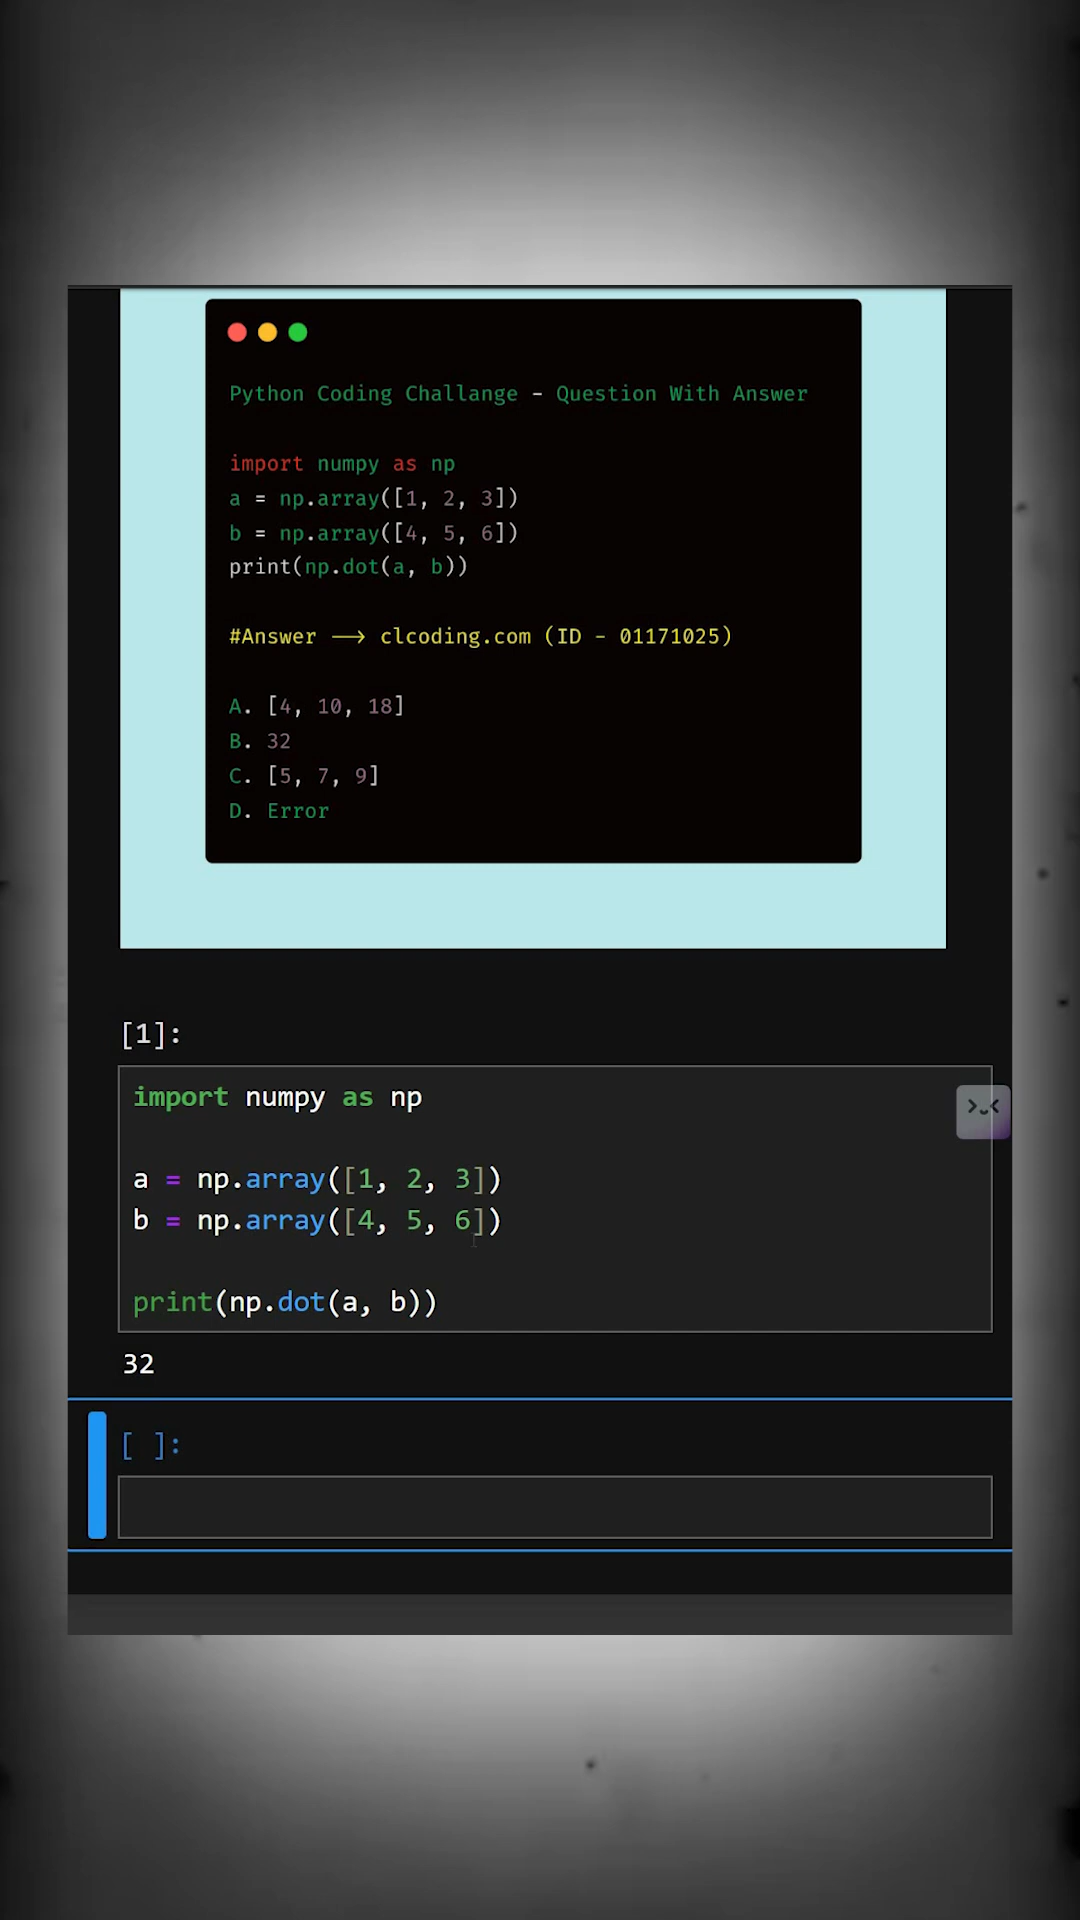 Python Coding Challange - Question With Answer
import numpy as np
a = np.array([1, 2, 3])
b = np.array([4, 5, 6])
print(np.dot(a, b))
#Answer ⟶ clcoding.com (ID - 01171025)
A. [4, 10, 18]
B. 32
C. [5, 7, 9]
D. Error
[1]:
import numpy as np
a = np.array([1, 2, 3])
b = np.array([4, 5, 6])
print(np.dot(a, b))
32
[ ]: